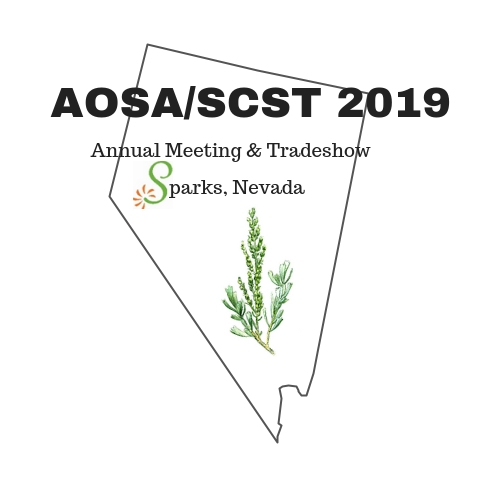 AOSA/SCST 2019
Annual Meeting & Tradeshow
Sparks, Nevada